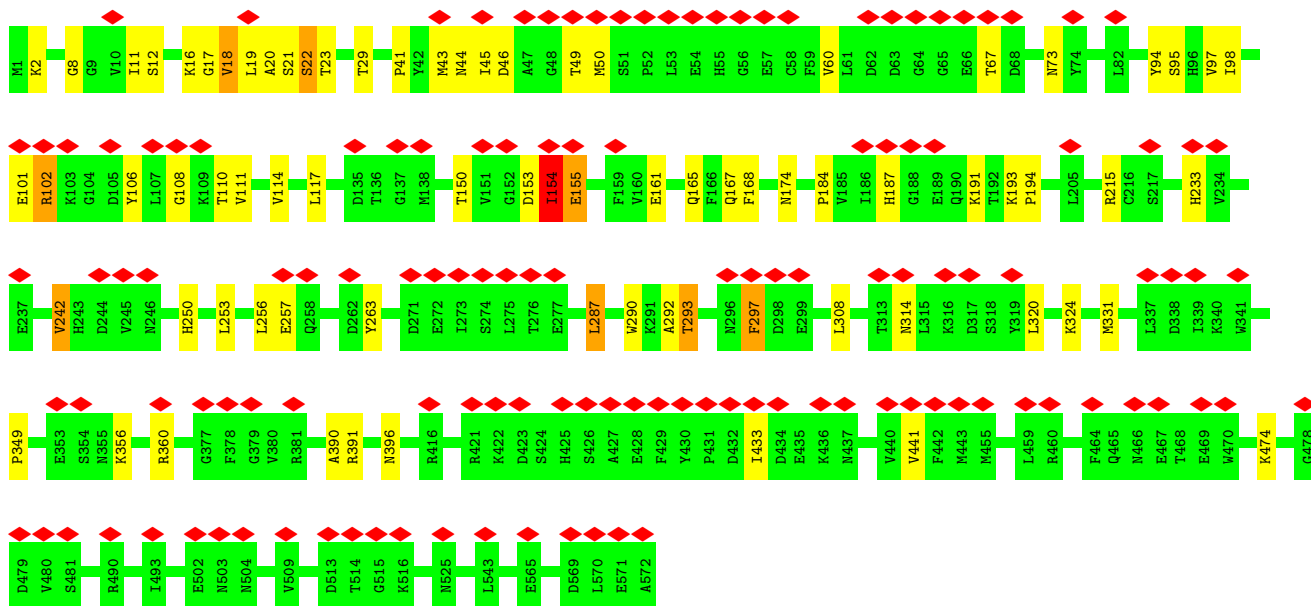 M1 K2 G8 G9 V10 I11 S12 K16 G17 V18 L19 A20 S21 S22 T23 T29 P41 Y42 M43 N44 I45 D46 A47 G48 T49 M50 S51 P52 L53 E54 H55 G56 E57 C58 F59 V60 L61 D62 D63 G64 G65 E66 T67 D68 N73 Y74 L82 Y94 S95 H96 V97 I98
E101 R102 K103 G104 D105 Y106 L107 G108 K109 T110 V111 V114 L117 D135 T136 G137 M138 T150 V151 G152 D153 I154 E155 F159 V160 E161 Q165 F166 Q167 F168 N174 P184 V185 I186 H187 G188 E189 Q190 K191 T192 K193 P194 L205 R215 C216 S217 H233 V234
E237 V242 H243 D244 V245 N246 H250 L253 L256 E257 Q258 D262 Y263 D271 E272 I273 S274 L275 T276 E277 L287 W290 K291 A292 T293 N296 F297 D298 E299 L308 T313 N314 L315 K316 D317 S318 Y319 L320 K324 M331 L337 D338 I339 K340 W341
P349 E353 S354 N355 K356 R360 G377 F378 G379 V380 R381 A390 R391 N396 R416 R421 K422 D423 S424 H425 S426 A427 E428 F429 Y430 P431 D432 I433 D434 E435 K436 N437 V440 V441 F442 M443 M455 L459 R460 F464 Q465 N466 E467 T468 E469 W470 K474 G478
D479 V480 S481 R490 I493 E502 N503 N504 V509 D513 T514 G515 K516 N525 L543 E565 D569 L570 E571 A572